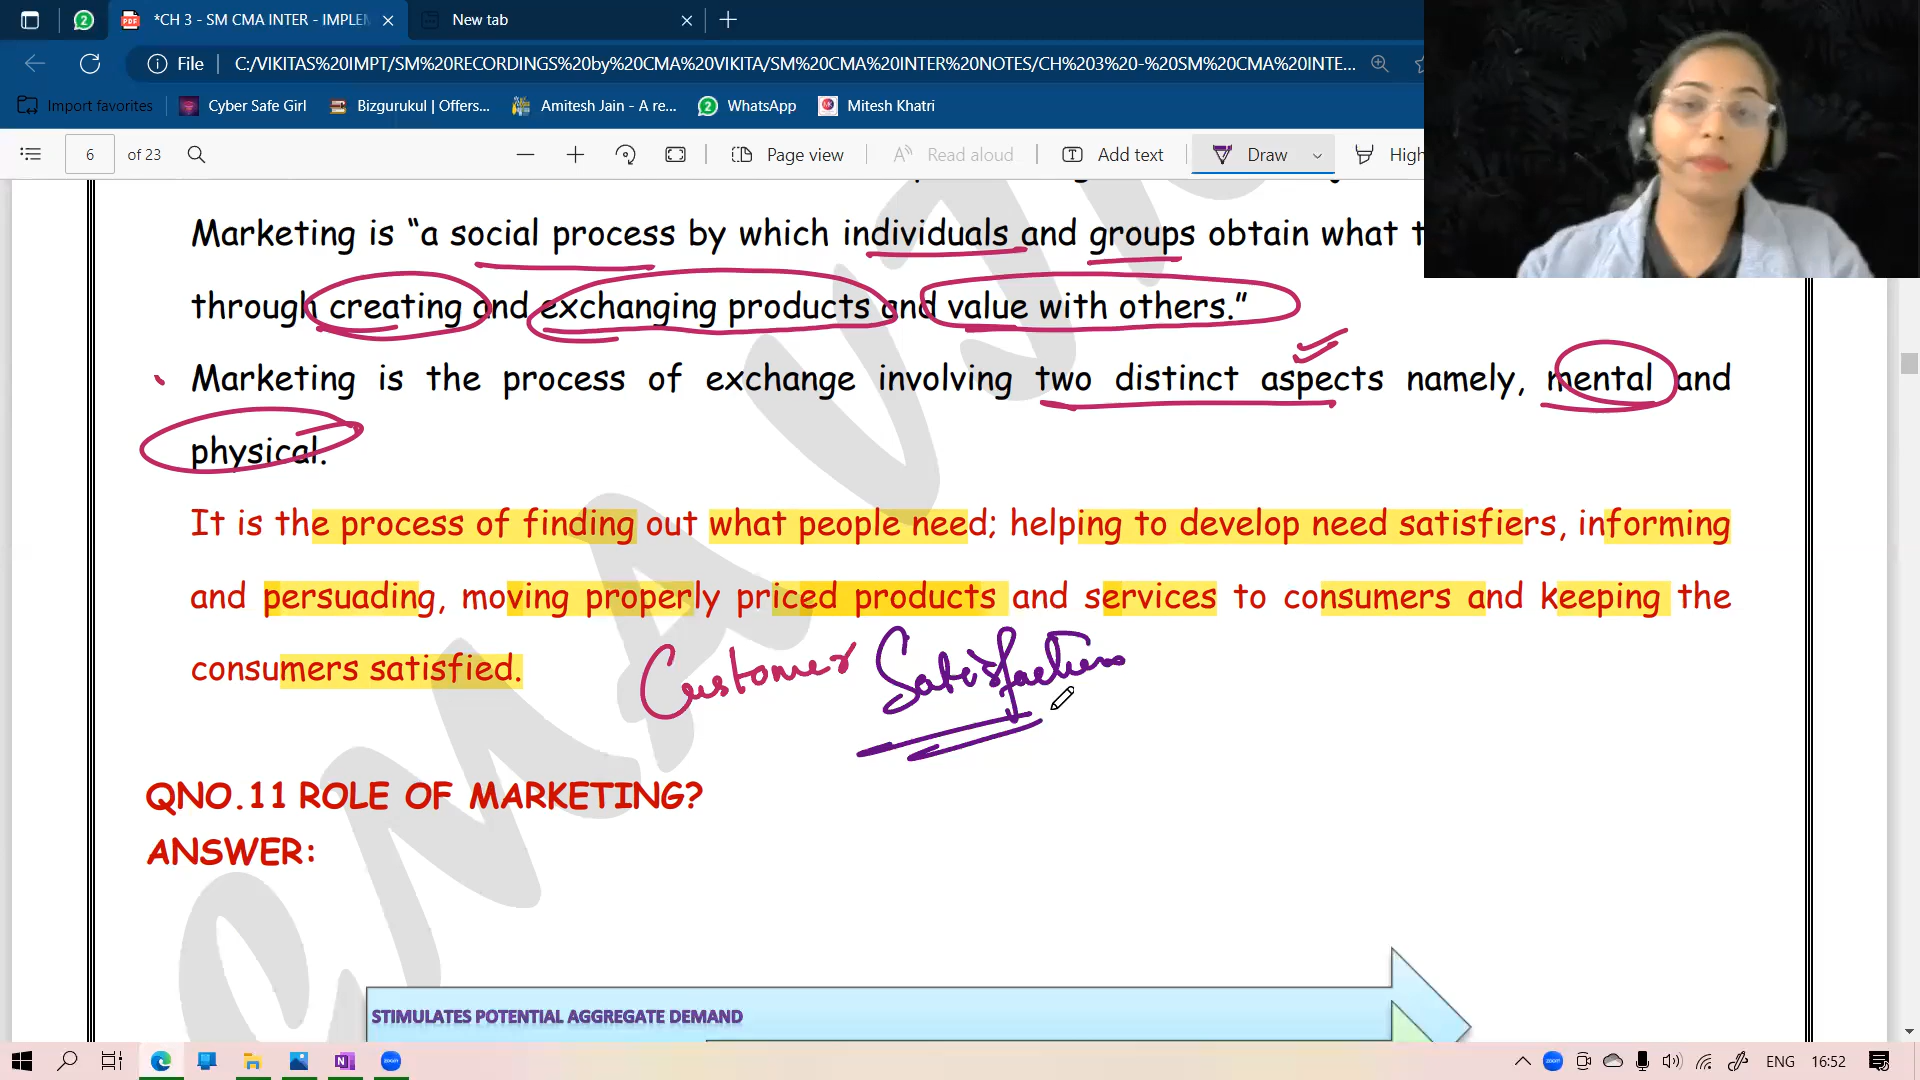 *CH 3 - SM CMA INTER - IMPLEM
New tab
File
C:/VIKITAS%20IMPT/SM%20RECORDINGS%20by%20CMA%20VIKITA/SM%20CMA%20INTER%20NOTES/CH%203%20-%20SM%20CMA%20INTE...
Import favorites
Cyber Safe Girl
Bizgurukul | Offers...
Amitesh Jain - A re...
WhatsApp
Mitesh Khatri
6 of 23
Page view
Read aloud
Add text
Draw
High
Marketing is “a social process by which individuals and groups obtain what t
through creating and exchanging products and value with others.”
Marketing is the process of exchange involving two distinct aspects namely, mental and
physical.
It is the process of finding out what people need; helping to develop need satisfiers, informing
and persuading, moving properly priced products and services to consumers and keeping the
consumers satisfied.
Customer Satisfaction
QNO.11 ROLE OF MARKETING?
ANSWER:
STIMULATES POTENTIAL AGGREGATE DEMAND
ENG 16:52